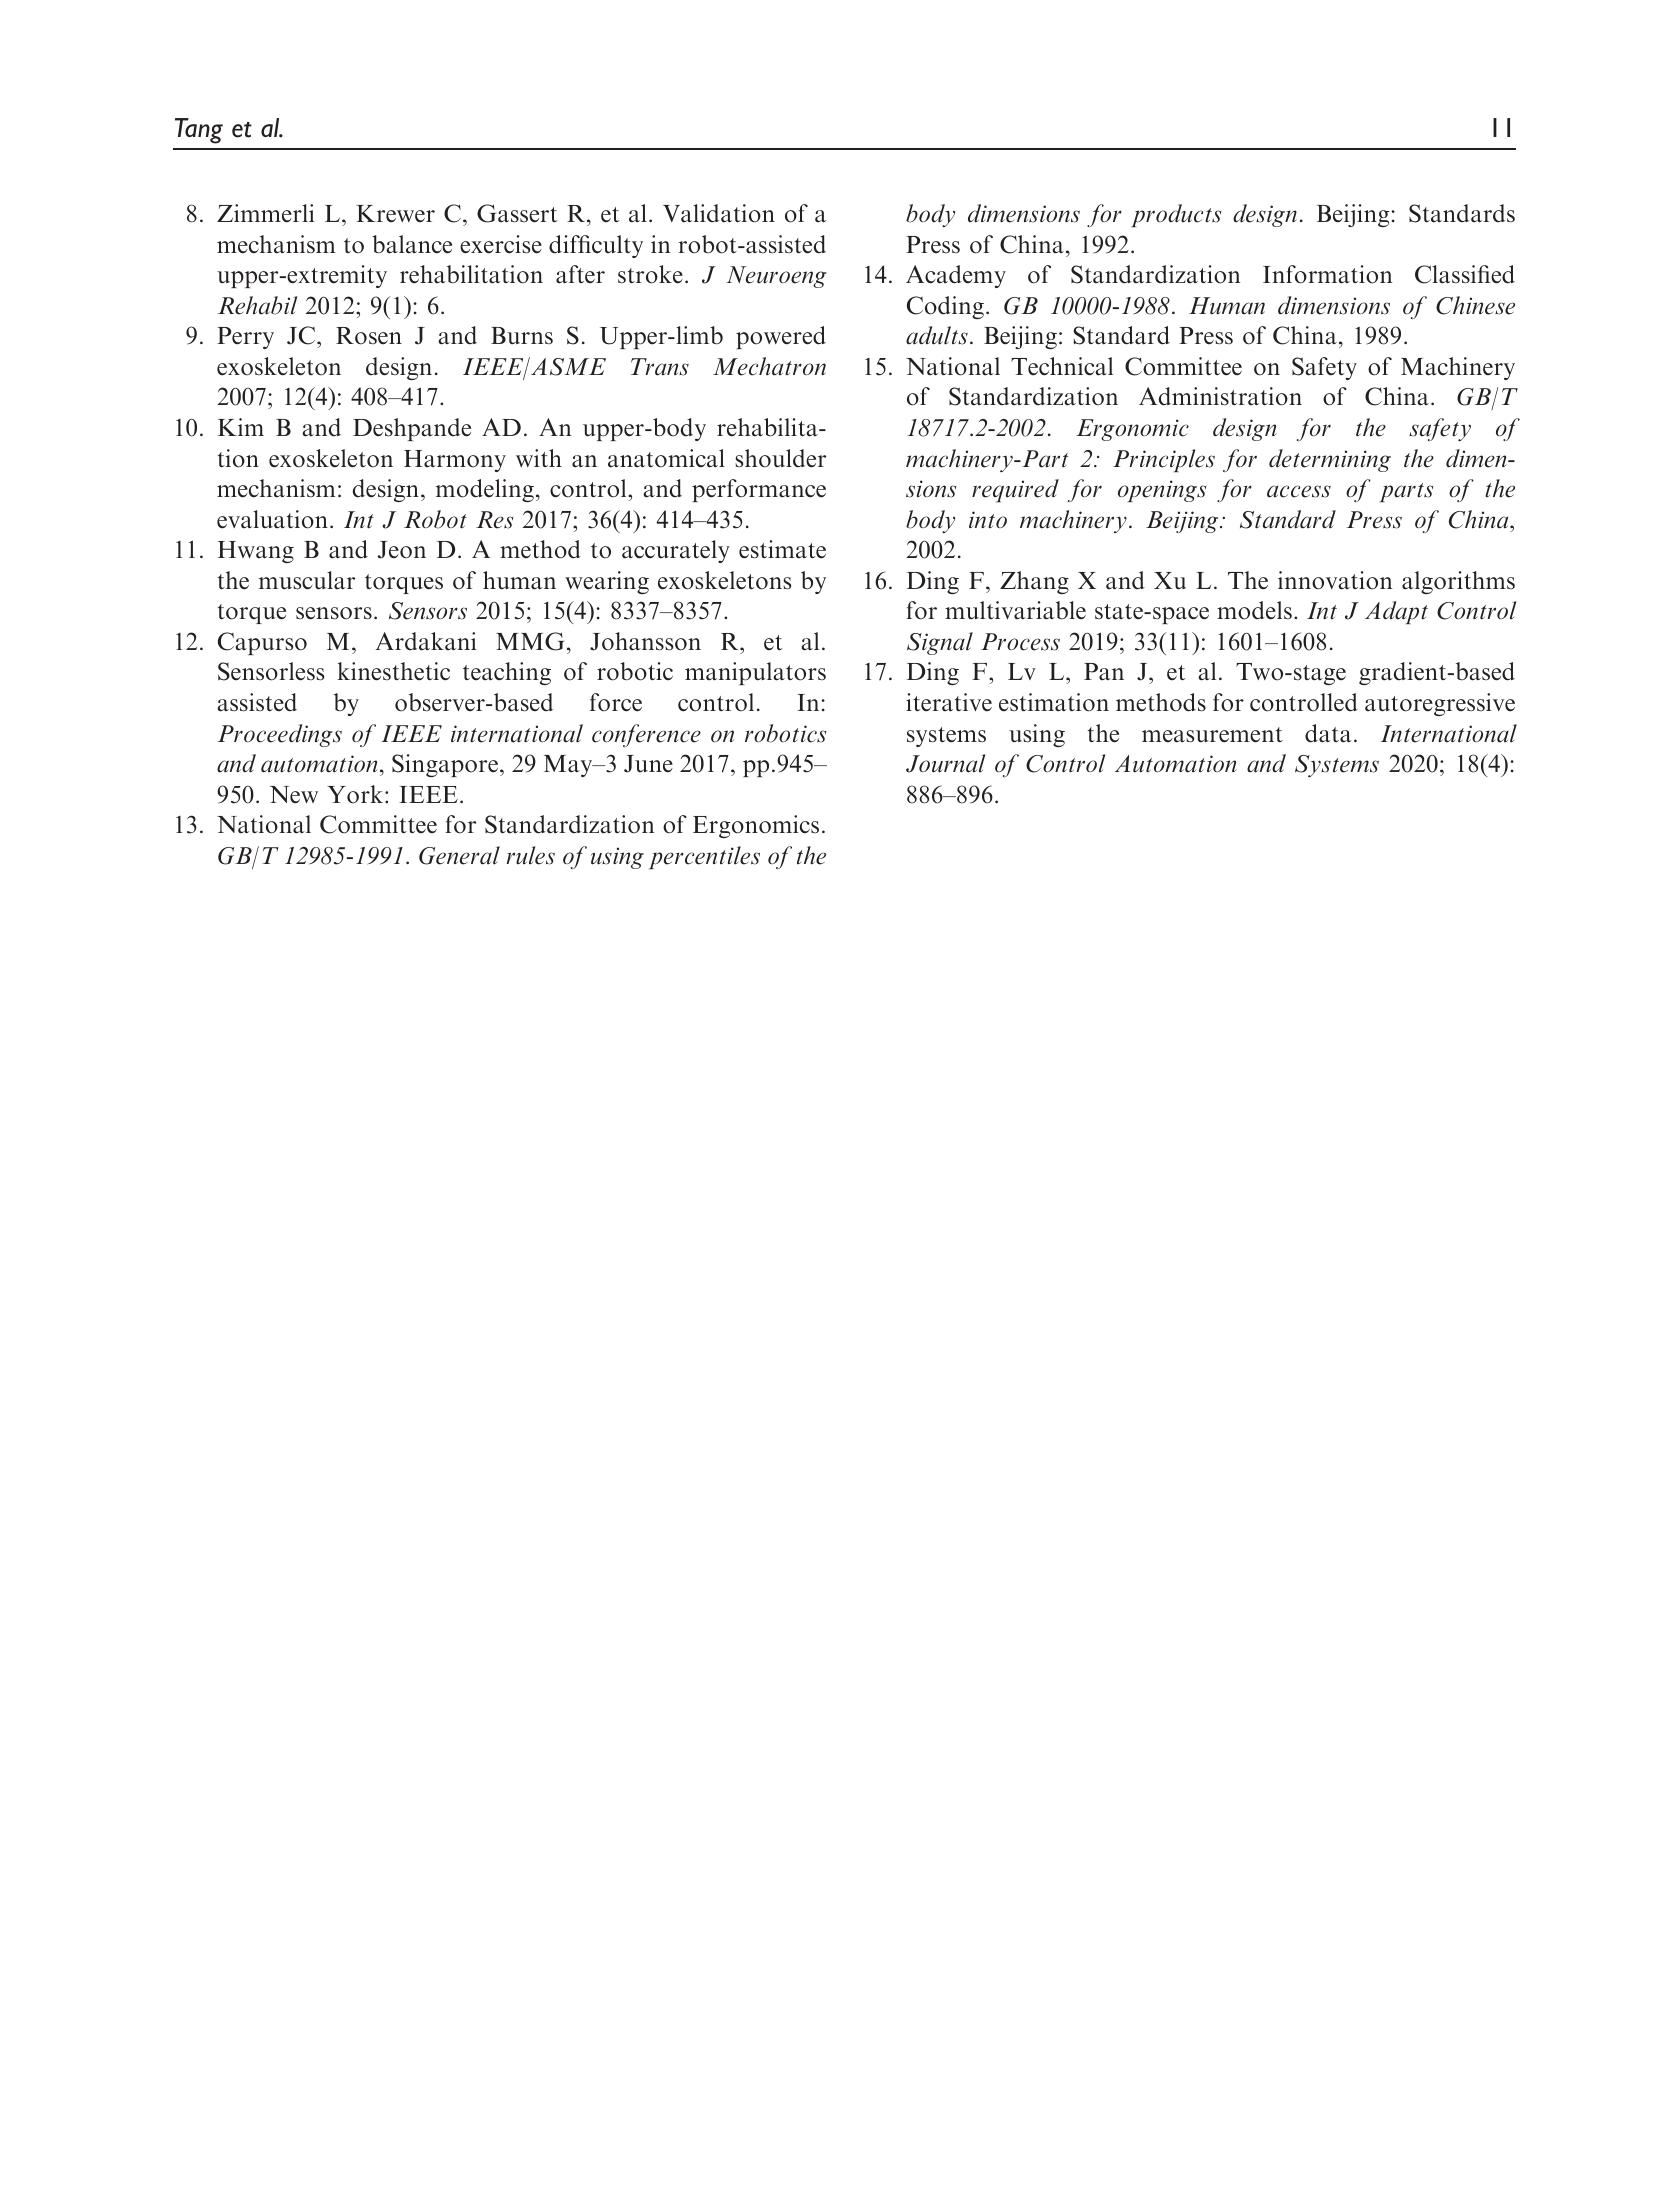 Tang et al.
11
8. Zimmerli L, Krewer C, Gassert R, et al. Validation of a
mechanism to balance exercise difficulty in robot-assisted
upper-extremity rehabilitation after stroke. J Neuroeng
Rehabil 2012; 9(1): 6.
9. Perry JC, Rosen J and Burns S. Upper-limb powered
exoskeleton design. IEEE/ASME Trans Mechatron
2007; 12(4): 408–417.
10. Kim B and Deshpande AD. An upper-body rehabilita-
tion exoskeleton Harmony with an anatomical shoulder
mechanism: design, modeling, control, and performance
evaluation. Int J Robot Res 2017; 36(4): 414–435.
11. Hwang B and Jeon D. A method to accurately estimate
the muscular torques of human wearing exoskeletons by
torque sensors. Sensors 2015; 15(4): 8337–8357.
12. Capurso M, Ardakani MMG, Johansson R, et al.
Sensorless kinesthetic teaching of robotic manipulators
assisted by observer-based force control. In:
Proceedings of IEEE international conference on robotics
and automation, Singapore, 29 May–3 June 2017, pp.945–
950. New York: IEEE.
13. National Committee for Standardization of Ergonomics.
GB/T 12985-1991. General rules of using percentiles of the
body dimensions for products design. Beijing: Standards
Press of China, 1992.
14. Academy of Standardization Information Classified
Coding. GB 10000-1988. Human dimensions of Chinese
adults. Beijing: Standard Press of China, 1989.
15. National Technical Committee on Safety of Machinery
of Standardization Administration of China. GB/T
18717.2-2002. Ergonomic design for the safety of
machinery-Part 2: Principles for determining the dimen-
sions required for openings for access of parts of the
body into machinery. Beijing: Standard Press of China,
2002.
16. Ding F, Zhang X and Xu L. The innovation algorithms
for multivariable state-space models. Int J Adapt Control
Signal Process 2019; 33(11): 1601–1608.
17. Ding F, Lv L, Pan J, et al. Two-stage gradient-based
iterative estimation methods for controlled autoregressive
systems using the measurement data. International
Journal of Control Automation and Systems 2020; 18(4):
886–896.